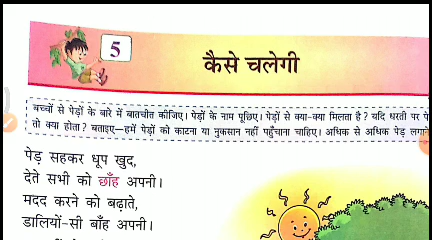 5
कैसे चलेगी
बच्चों से पेड़ों के बारे में बातचीत कीजिए। पेड़ों के नाम पूछिए। पेड़ों से क्या-क्या मिलता है? यदि धरती पर पे
तो क्या होता? बताइए—हमें पेड़ों को काटना या नुकसान नहीं पहुँचाना चाहिए। अधिक से अधिक पेड़ लगाने
पेड़ सहकर धूप खुद,
देते सभी को छाँह अपनी।
मदद करने को बढ़ाते,
डालियों-सी बाँह अपनी।